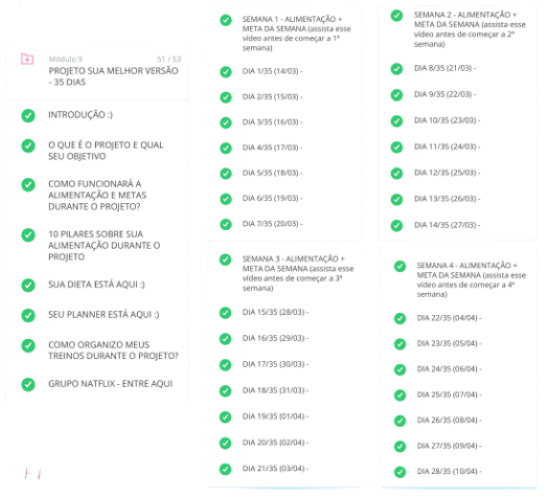 Módulo 9 51 / 53
PROJETO SUA MELHOR VERSÃO
- 35 DIAS
INTRODUÇÃO :)
O QUE É O PROJETO E QUAL
SEU OBJETIVO
COMO FUNCIONARÁ A
ALIMENTAÇÃO E METAS
DURANTE O PROJETO?
10 PILARES SOBRE SUA
ALIMENTAÇÃO DURANTE O
PROJETO
SUA DIETA ESTÁ AQUI :)
SEU PLANNER ESTÁ AQUI :)
COMO ORGANIZO MEUS
TREINOS DURANTE O PROJETO?
GRUPO NATFLIX - ENTRE AQUI
SEMANA 1 - ALIMENTAÇÃO +
META DA SEMANA (assista esse
vídeo antes de começar a 1ª
semana)
DIA 1/35 (14/03) -
DIA 2/35 (15/03) -
DIA 3/35 (16/03) -
DIA 4/35 (17/03) -
DIA 5/35 (18/03) -
DIA 6/35 (19/03) -
DIA 7/35 (20/03) -
SEMANA 2 - ALIMENTAÇÃO +
META DA SEMANA (assista esse
vídeo antes de começar a 2ª
semana)
DIA 8/35 (21/03) -
DIA 9/35 (22/03) -
DIA 10/35 (23/03) -
DIA 11/35 (24/03) -
DIA 12/35 (25/03) -
DIA 13/35 (26/03) -
DIA 14/35 (27/03) -
SEMANA 3 - ALIMENTAÇÃO +
META DA SEMANA (assista esse
vídeo antes de começar a 3ª
semana)
DIA 15/35 (28/03) -
DIA 16/35 (29/03) -
DIA 17/35 (30/03) -
DIA 18/35 (31/03) -
DIA 19/35 (01/04) -
DIA 20/35 (02/04) -
DIA 21/35 (03/04) -
SEMANA 4 - ALIMENTAÇÃO +
META DA SEMANA (assista esse
vídeo antes de começar a 4ª
semana)
DIA 22/35 (04/04) -
DIA 23/35 (05/04) -
DIA 24/35 (06/04) -
DIA 25/35 (07/04) -
DIA 26/35 (08/04) -
DIA 27/35 (09/04) -
DIA 28/35 (10/04) -